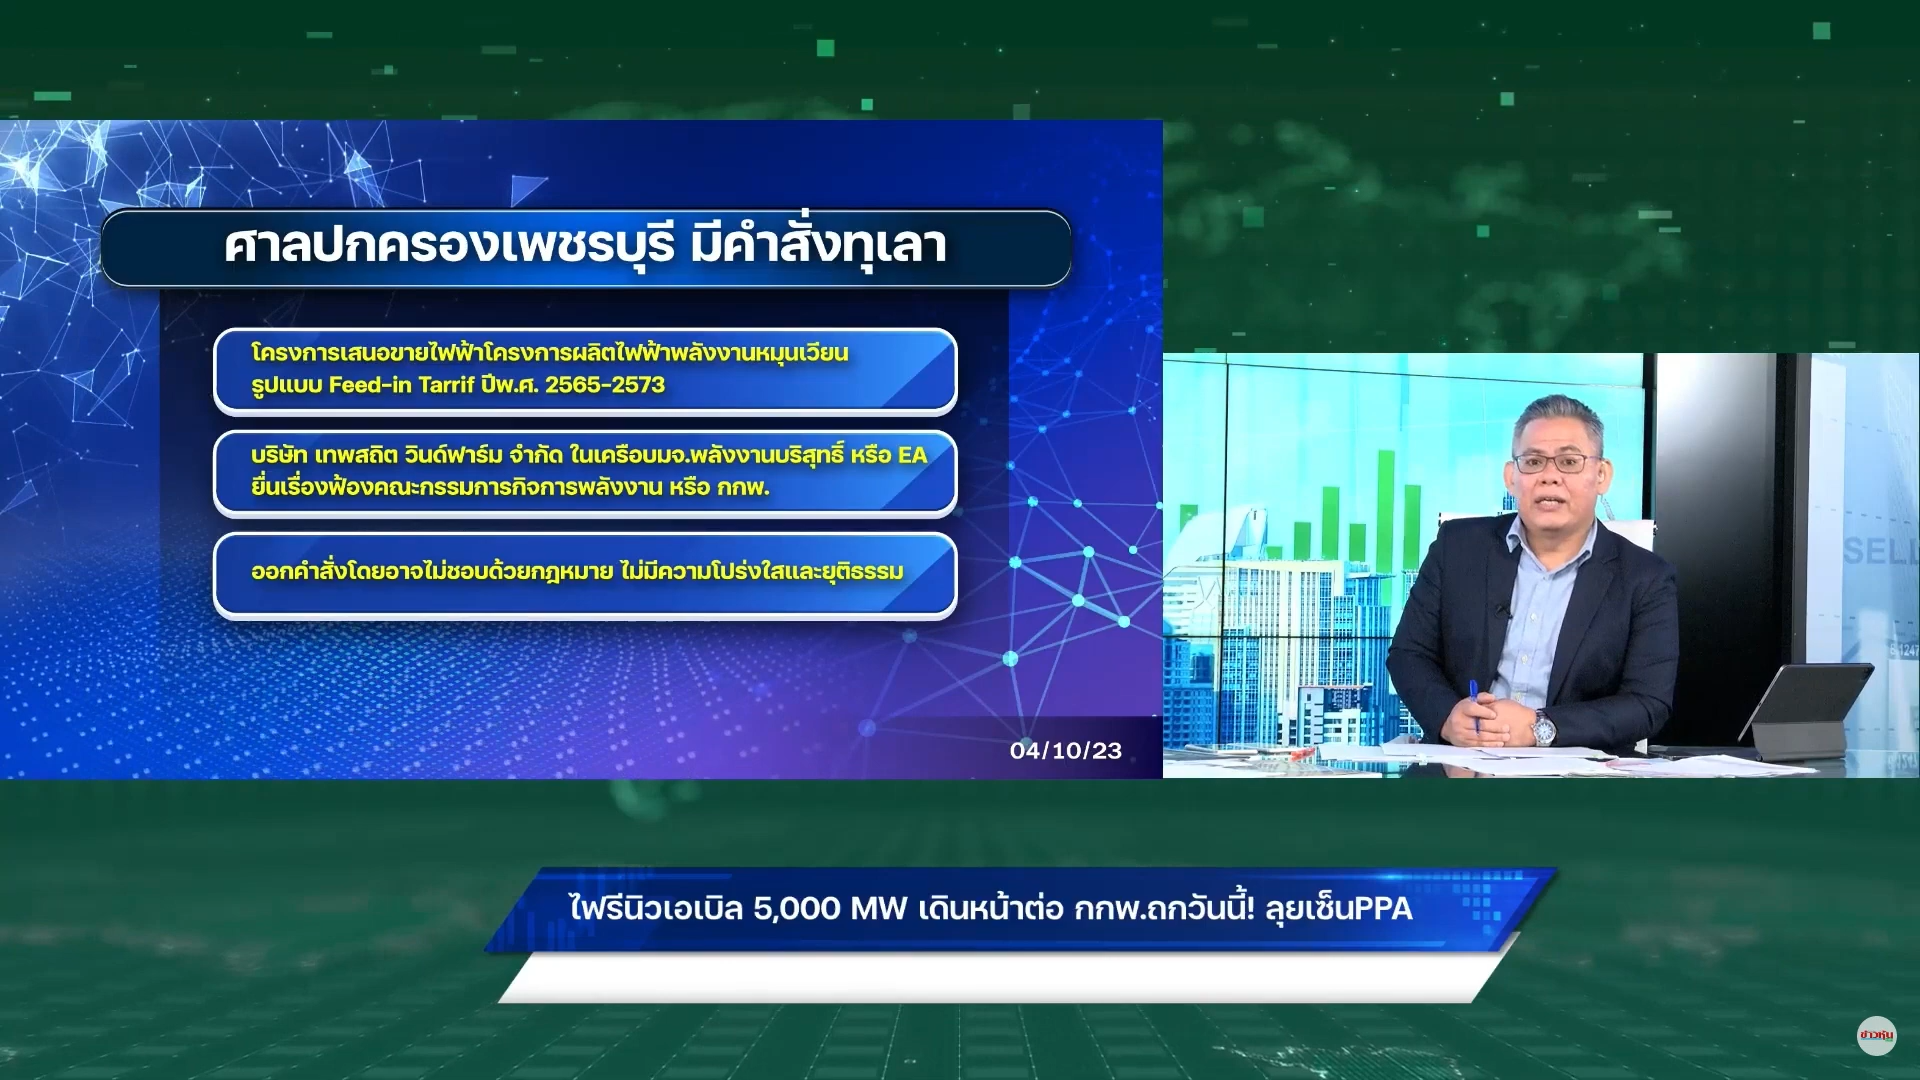 ศาลปกครองเพชรบุรี มีคำสั่งทุเลา
โครงการเสนอขายไฟฟ้าโครงการผลิตไฟฟ้าพลังงานหมุนเวียน
รูปแบบ Feed-in Tarrif ปีพ.ศ. 2565-2573
บริษัท เทพสถิต วินด์ฟาร์ม จำกัด ในเครือบมจ.พลังงานบริสุทธิ์ หรือ EA
ยื่นเรื่องฟ้องคณะกรรมการกิจการพลังงาน หรือ กกพ.
ออกคำสั่งโดยอาจไม่ชอบด้วยกฎหมาย ไม่มีความโปร่งใสและยุติธรรม
04/10/23
SELL
ไฟรีนิวเอเบิล 5,000 MW เดินหน้าต่อ กกพ.ถกวันนี้! ลุยเซ็นPPA
ข่าวหุ้น